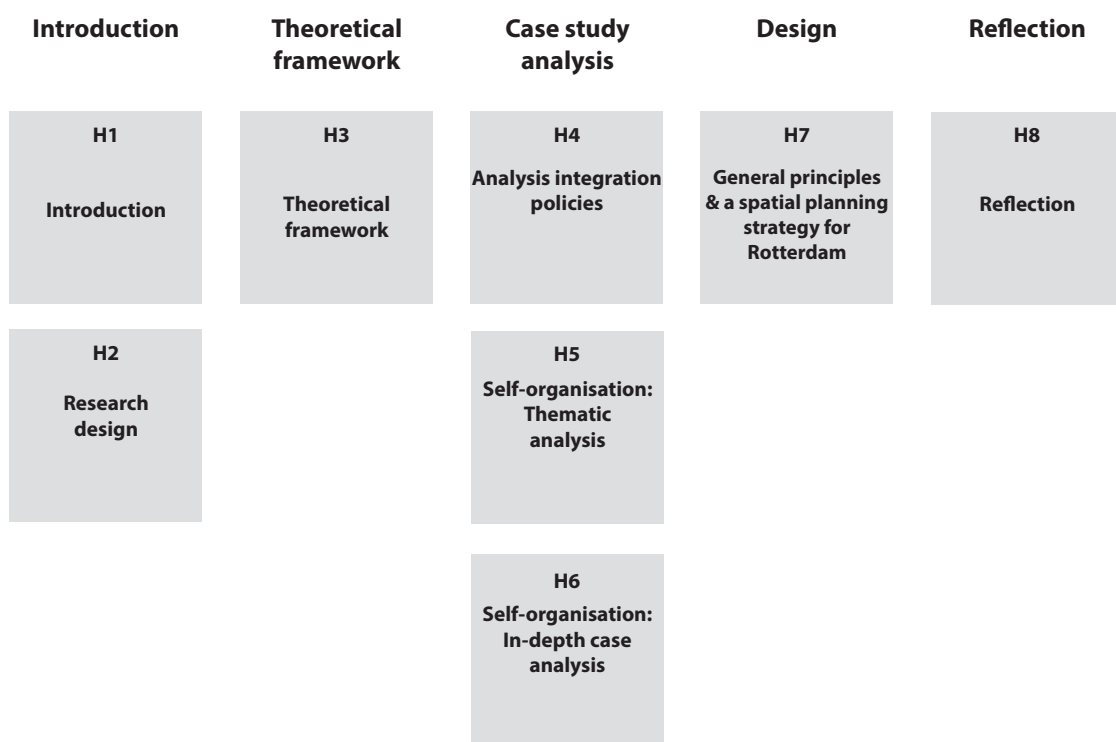 Introduction
Theoretical
framework
Case study
analysis
Design
Reflection
H1
Introduction
H3
Theoretical
framework
H4
Analysis integration
policies
H7
General principles
& a spatial planning
strategy for
Rotterdam
H8
Reflection
H2
Research
design
H5
Self-organisation:
Thematic
analysis
H6
Self-organisation:
In-depth case
analysis